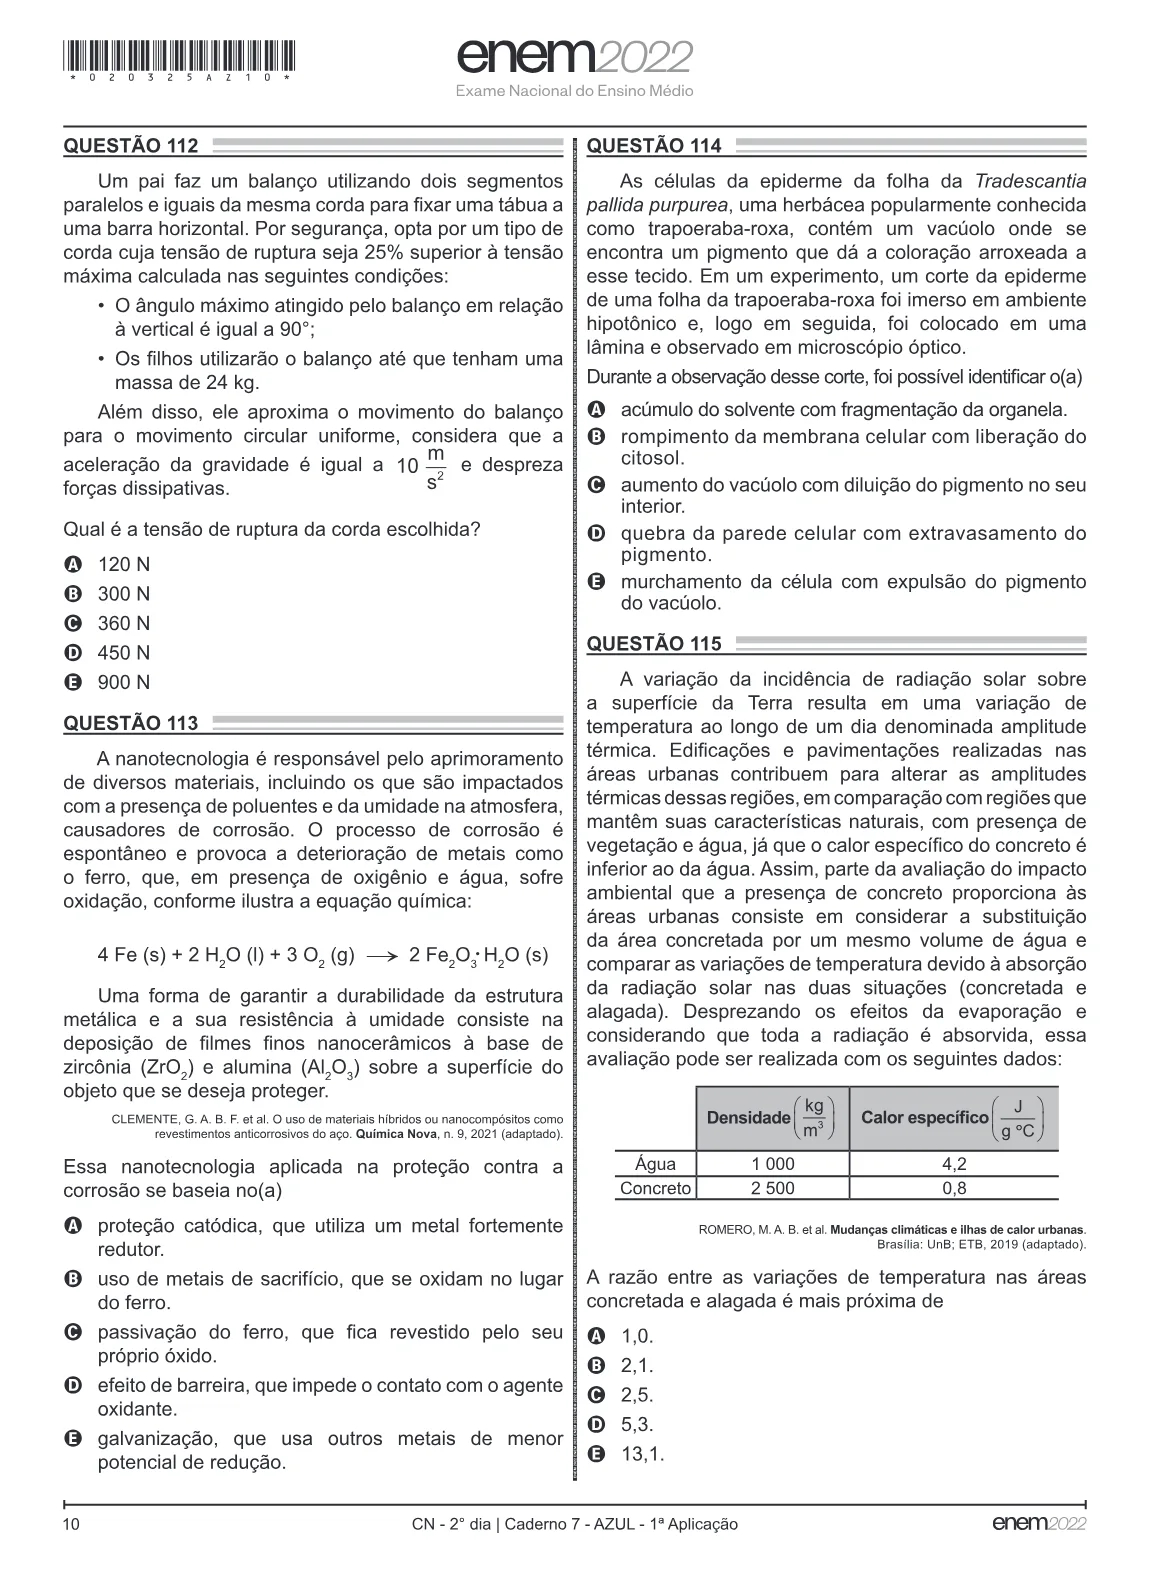 *020325AZ10*
enem2022
Exame Nacional do Ensino Médio
QUESTÃO 112
Um pai faz um balanço utilizando dois segmentos
paralelos e iguais da mesma corda para fixar uma tábua a
uma barra horizontal. Por segurança, opta por um tipo de
corda cuja tensão de ruptura seja 25% superior à tensão
máxima calculada nas seguintes condições:
• O ângulo máximo atingido pelo balanço em relação
à vertical é igual a 90°;
• Os filhos utilizarão o balanço até que tenham uma
massa de 24 kg.
Além disso, ele aproxima o movimento do balanço
para o movimento circular uniforme, considera que a
aceleração da gravidade é igual a 10 m/s² e despreza
forças dissipativas.
Qual é a tensão de ruptura da corda escolhida?
A 120 N
B 300 N
C 360 N
D 450 N
E 900 N
QUESTÃO 113
A nanotecnologia é responsável pelo aprimoramento
de diversos materiais, incluindo os que são impactados
com a presença de poluentes e da umidade na atmosfera,
causadores de corrosão. O processo de corrosão é
espontâneo e provoca a deterioração de metais como
o ferro, que, em presença de oxigênio e água, sofre
oxidação, conforme ilustra a equação química:
4 Fe (s) + 2 H₂O (l) + 3 O₂ (g) ⟶ 2 Fe₂O₃·H₂O (s)
Uma forma de garantir a durabilidade da estrutura
metálica e a sua resistência à umidade consiste na
deposição de filmes finos nanocerâmicos à base de
zircônia (ZrO₂) e alumina (Al₂O₃) sobre a superfície do
objeto que se deseja proteger.
CLEMENTE, G. A. B. F. et al. O uso de materiais híbridos ou nanocompósitos como
revestimentos anticorrosivos do aço. Química Nova, n. 9, 2021 (adaptado).
Essa nanotecnologia aplicada na proteção contra a
corrosão se baseia no(a)
A proteção catódica, que utiliza um metal fortemente
redutor.
B uso de metais de sacrifício, que se oxidam no lugar
do ferro.
C passivação do ferro, que fica revestido pelo seu
próprio óxido.
D efeito de barreira, que impede o contato com o agente
oxidante.
E galvanização, que usa outros metais de menor
potencial de redução.
QUESTÃO 114
As células da epiderme da folha da Tradescantia
pallida purpurea, uma herbácea popularmente conhecida
como trapoeraba-roxa, contém um vacúolo onde se
encontra um pigmento que dá a coloração arroxeada a
esse tecido. Em um experimento, um corte da epiderme
de uma folha da trapoeraba-roxa foi imerso em ambiente
hipotônico e, logo em seguida, foi colocado em uma
lâmina e observado em microscópio óptico.
Durante a observação desse corte, foi possível identificar o(a)
A acúmulo do solvente com fragmentação da organela.
B rompimento da membrana celular com liberação do
citosol.
C aumento do vacúolo com diluição do pigmento no seu
interior.
D quebra da parede celular com extravasamento do
pigmento.
E murchamento da célula com expulsão do pigmento
do vacúolo.
QUESTÃO 115
A variação da incidência de radiação solar sobre
a superfície da Terra resulta em uma variação de
temperatura ao longo de um dia denominada amplitude
térmica. Edificações e pavimentações realizadas nas
áreas urbanas contribuem para alterar as amplitudes
térmicas dessas regiões, em comparação com regiões que
mantêm suas características naturais, com presença de
vegetação e água, já que o calor específico do concreto é
inferior ao da água. Assim, parte da avaliação do impacto
ambiental que a presença de concreto proporciona às
áreas urbanas consiste em considerar a substituição
da área concretada por um mesmo volume de água e
comparar as variações de temperatura devido à absorção
da radiação solar nas duas situações (concretada e
alagada). Desprezando os efeitos da evaporação e
considerando que toda a radiação é absorvida, essa
avaliação pode ser realizada com os seguintes dados:
Densidade (kg/m³) Calor específico (J/g °C)
Água 1 000 4,2
Concreto 2 500 0,8
ROMERO, M. A. B. et al. Mudanças climáticas e ilhas de calor urbanas.
Brasília: UnB; ETB, 2019 (adaptado).
A razão entre as variações de temperatura nas áreas
concretada e alagada é mais próxima de
A 1,0.
B 2,1.
C 2,5.
D 5,3.
E 13,1.
10
CN - 2° dia | Caderno 7 - AZUL - 1ª Aplicação
enem2022